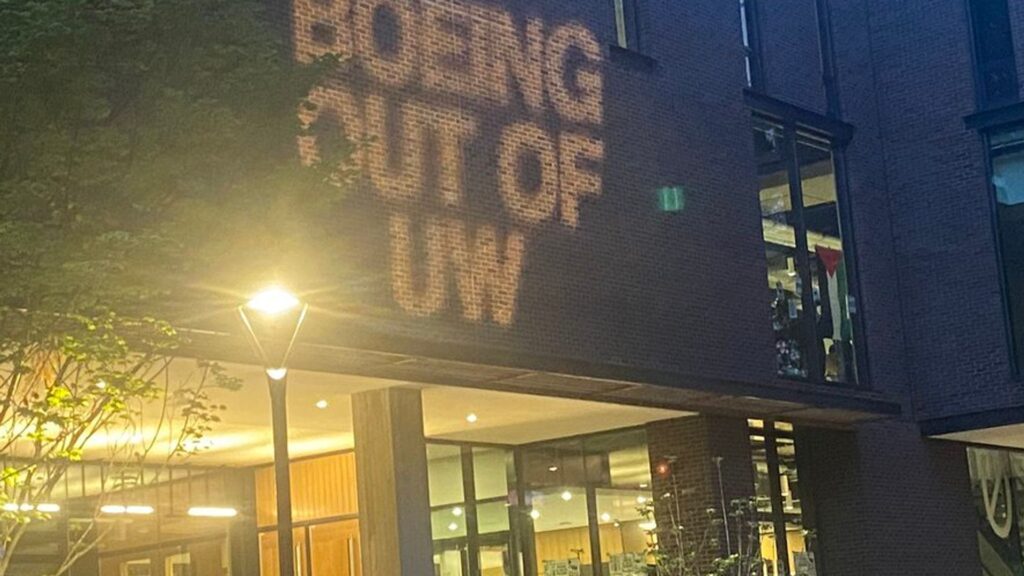 BOEING
OUT OF
UW